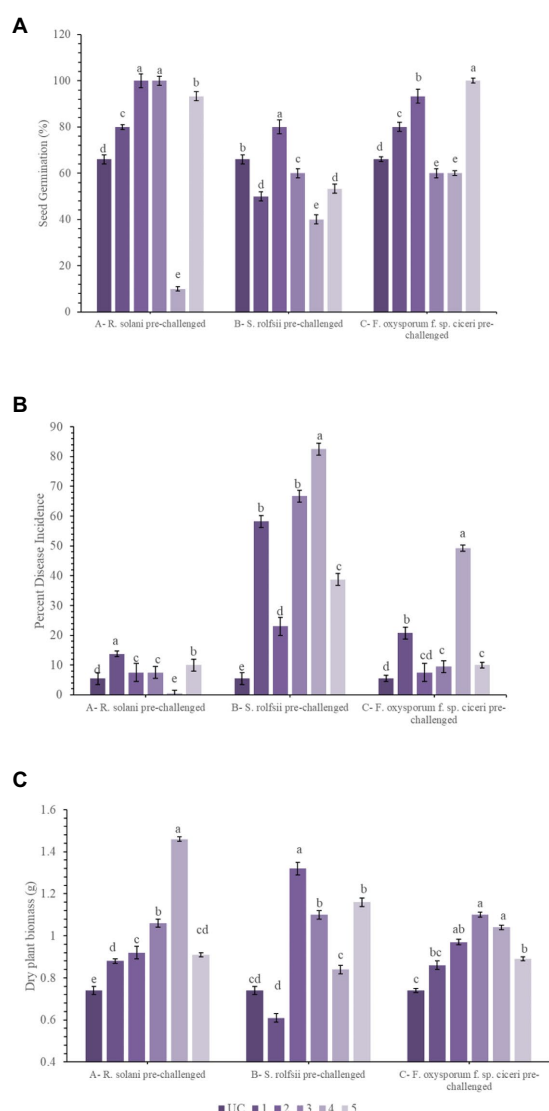 A
Seed Germination (%)
120
100
80
60
40
20
0
d c a a e b
b d a c e d
d c b e e a
A- R. solani pre-challenged
B- S. rolfsii pre-challenged
C- F. oxysporum f. sp. ciceri pre-
challenged
B
Percent Disease Incidence
90
80
70
60
50
40
30
20
10
0
d a c c e b
e b d b a c
d b cd c a c
A- R. solani pre-challenged
B- S. rolfsii pre-challenged
C- F. oxysporum f. sp. ciceri pre-
challenged
C
Dry plant biomass (g)
1.6
1.4
1.2
1
0.8
0.6
0.4
e d c b a cd
cd d a b c b
c bc ab a a b
A- R. solani pre-challenged
B- S. rolfsii pre-challenged
C- F. oxysporum f. sp. ciceri pre-
challenged
UC 1 2 3 4 5